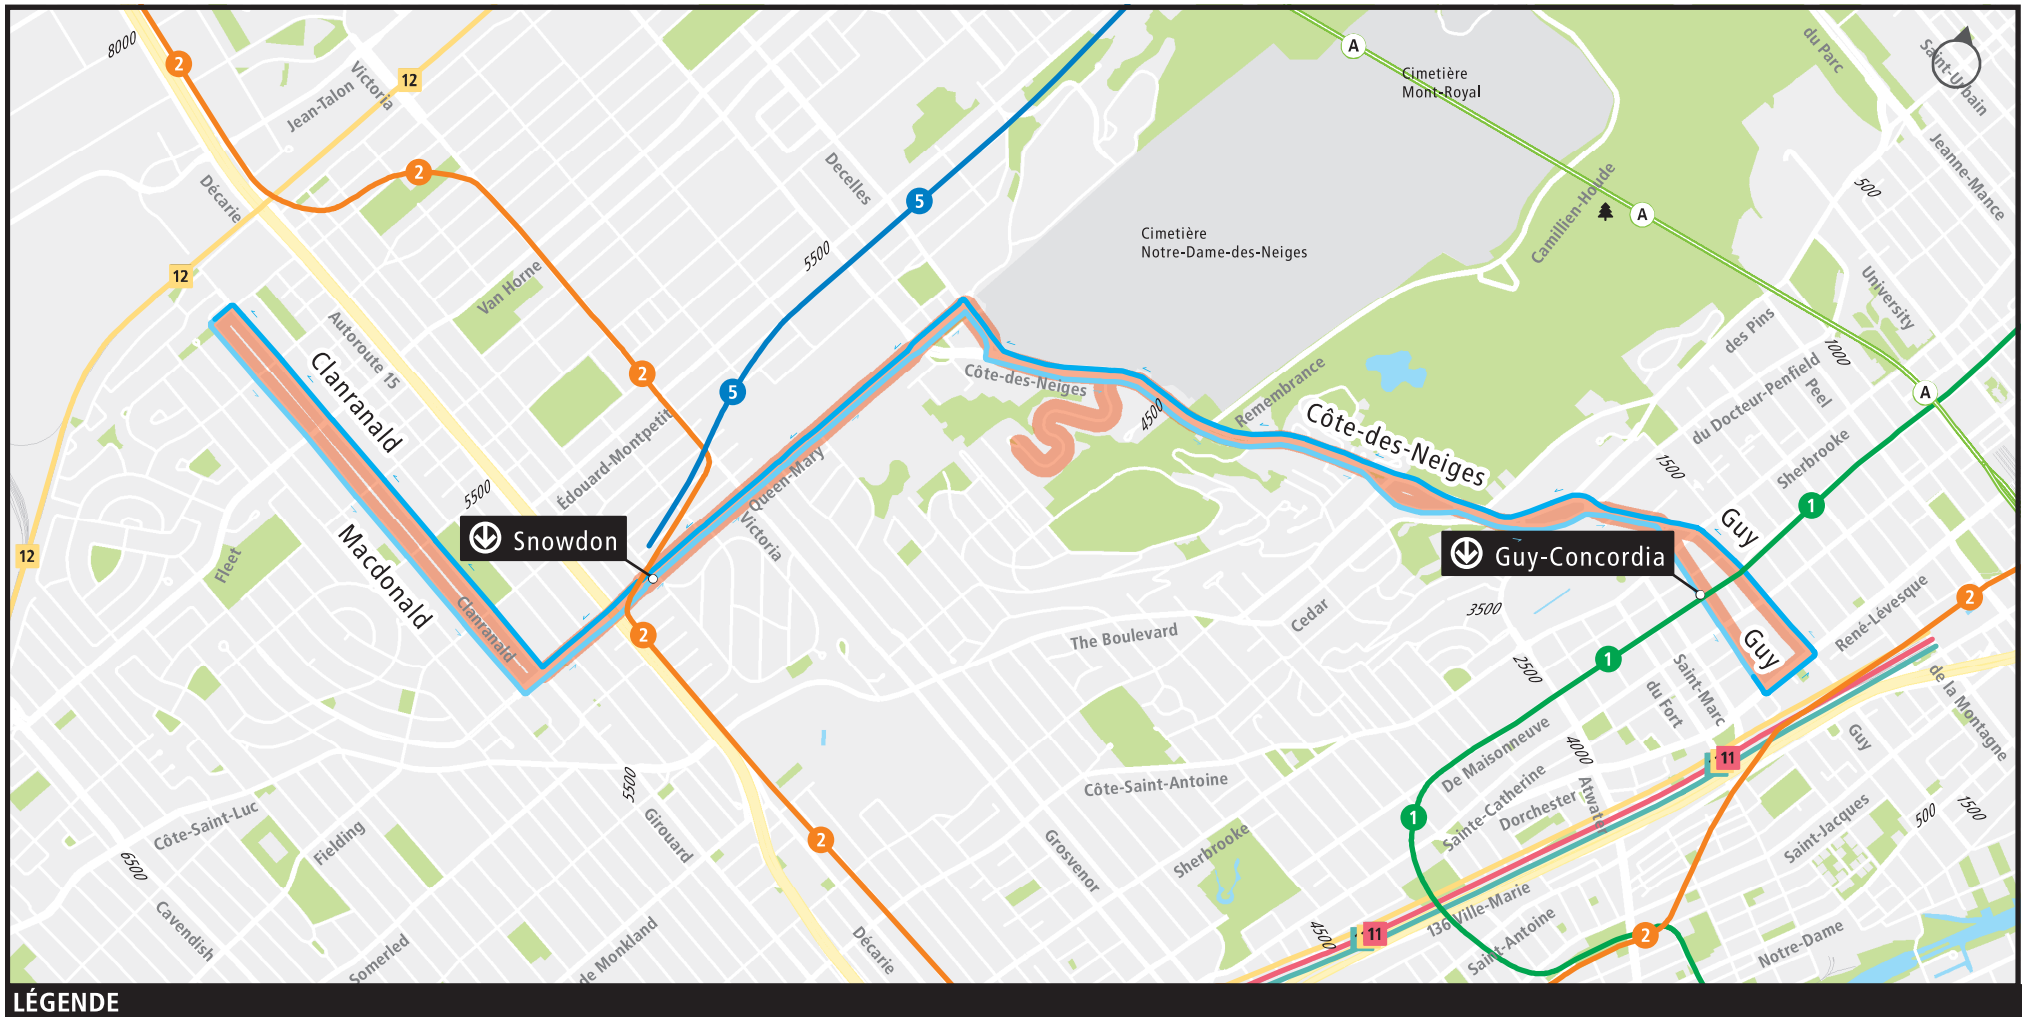 8000
2
Victoria
12
Jean-Talon
A
Cimetière
Mont-Royal
du Parc
Saint-Urbain
Jeanne-Mance
500
Decelles
2
Décarie
5
Camillien-Houde
A
Cimetière
Notre-Dame-des-Neiges
5500
12
Van Horne
University
des Pins
1000
Autoroute 15
Clanranald
2
5
Côte-des-Neiges
4500
Remembrance
Côte-des-Neiges
du Docteur-Penfield
Peel
A
1500
Sherbrooke
1
Édouard-Montpetit
5500
Queen-Mary
Victoria
Snowdon
Guy
Guy-Concordia
12
Fleet
Macdonald
Clanranald
2
The Boulevard
Cedar
3500
2500
1
Guy
René-Lévesque
2
Saint-Marc
du Fort
de la Montagne
Guy
11
4000
De Maisonneuve
Côte-Saint-Antoine
Sainte-Catherine
Dorchester
Atwater
1
5500
Girouard
2
Côte-Saint-Luc
Fielding
6500
Cavendish
Somerled
de Monkland
Décarie
Grosvenor
Sherbrooke
4500
11
136 Ville-Marie
Saint-Antoine
2
Saint-Jacques
500
1500
Notre-Dame
LÉGENDE